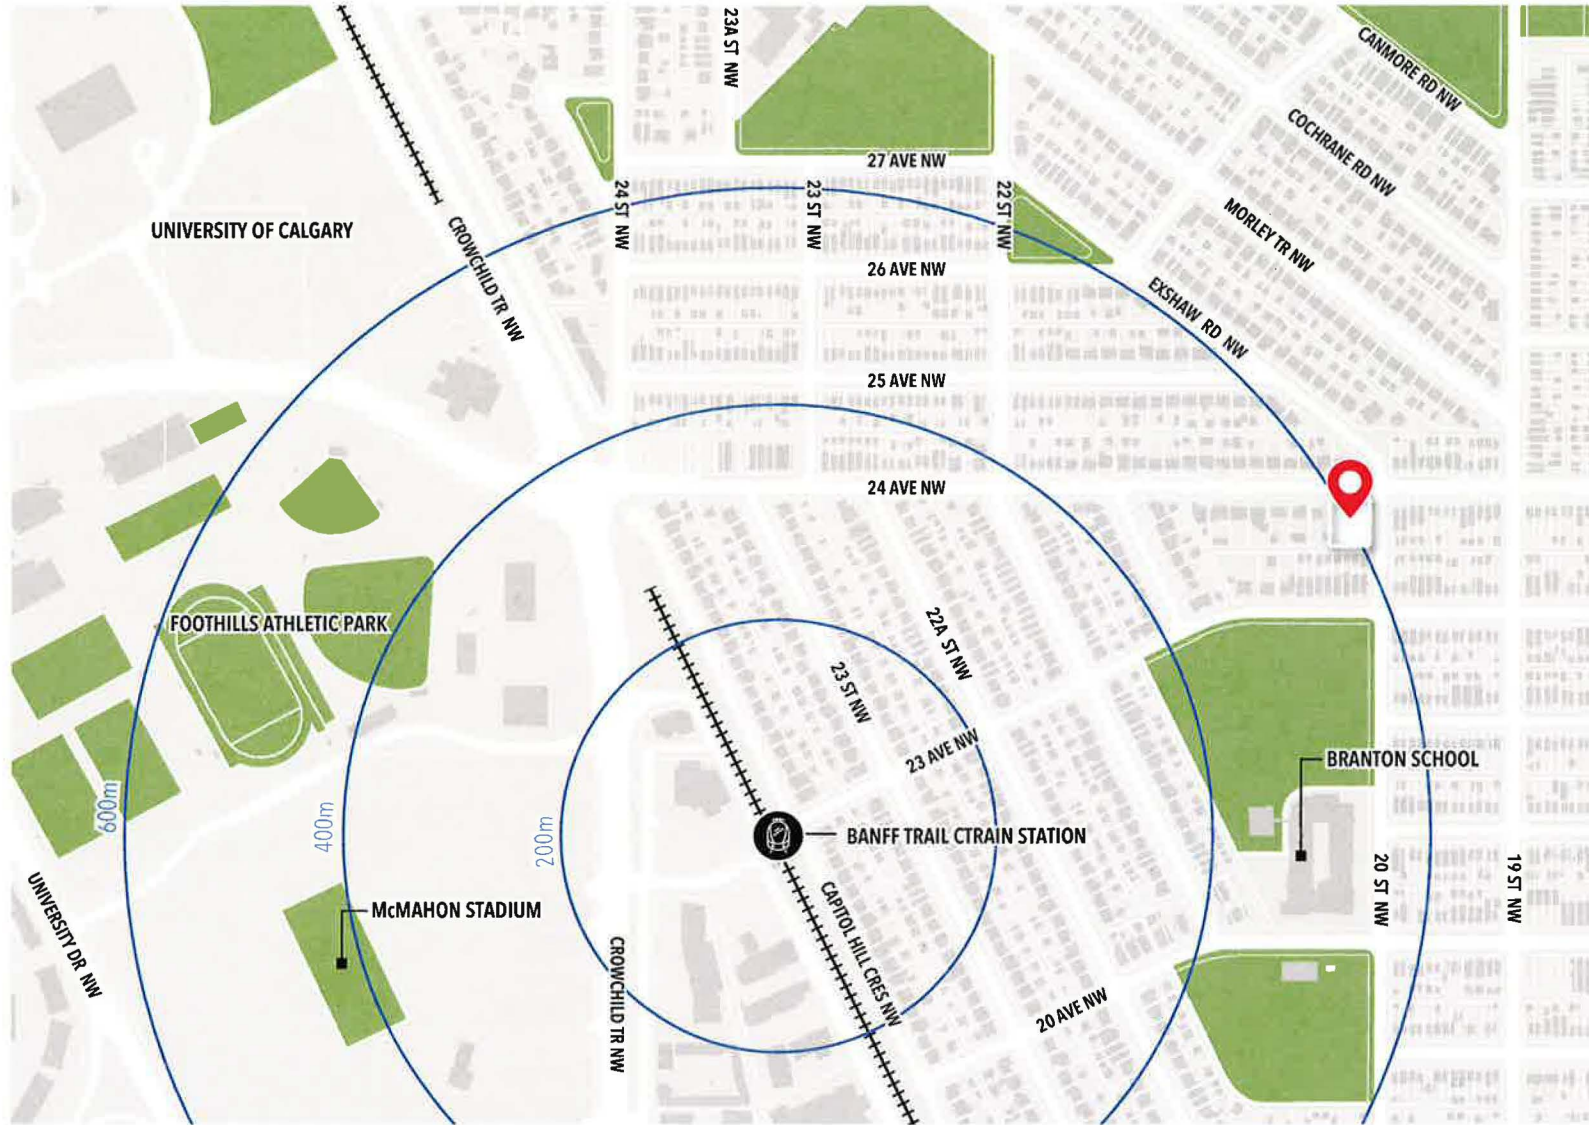 23A ST NW
CANMORE RD NW
COCHRANE RD NW
27 AVE NW
24 ST NW
23 ST NW
22 ST NW
MORLEY TR NW
UNIVERSITY OF CALGARY
CROWCHILD TR NW
26 AVE NW
EXSHAW RD NW
25 AVE NW
24 AVE NW
FOOTHILLS ATHLETIC PARK
22A ST NW
23 ST NW
23 AVE NW
BRANTON SCHOOL
600m
400m
200m
BANFF TRAIL CTRAIN STATION
20 ST NW
19 ST NW
UNIVERSITY DR NW
McMAHON STADIUM
CAPITOL HILL CRES NW
CROWCHILD TR NW
20 AVE NW